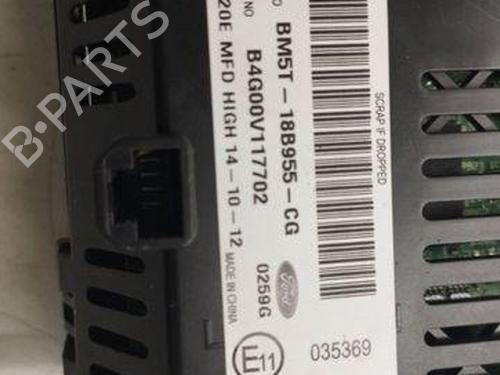 SCRAP IF DROPPED
O BM5T-18B955-CG
NO B4G00V117702
20E MFD HIGH 14-10-12
MADE IN CHINA
Ford
0259G
E11
035369
B-PARTS